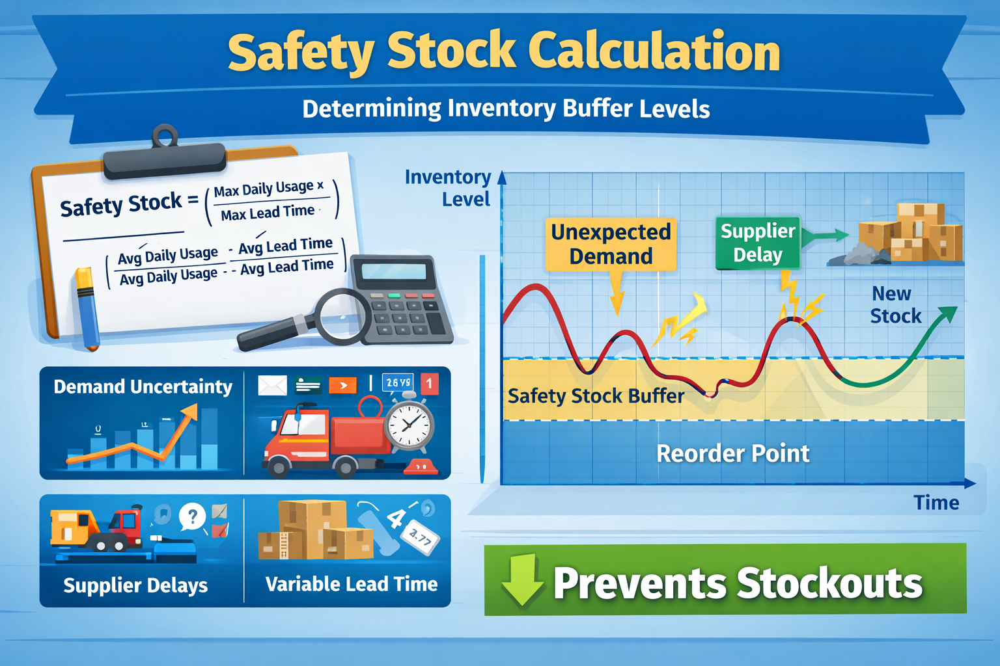 Safety Stock Calculation
Determining Inventory Buffer Levels
Safety Stock = ( Max Daily Usage x
Max Lead Time )
( Avg Daily Usage - Avg Lead Time
Avg Daily Usage - - Avg Lead Time )
Inventory
Level
Unexpected
Demand
Supplier
Delay
New
Stock
Safety Stock Buffer
Reorder Point
Time
Demand Uncertainty
1
?
Supplier Delays
4
Variable Lead Time
Prevents Stockouts